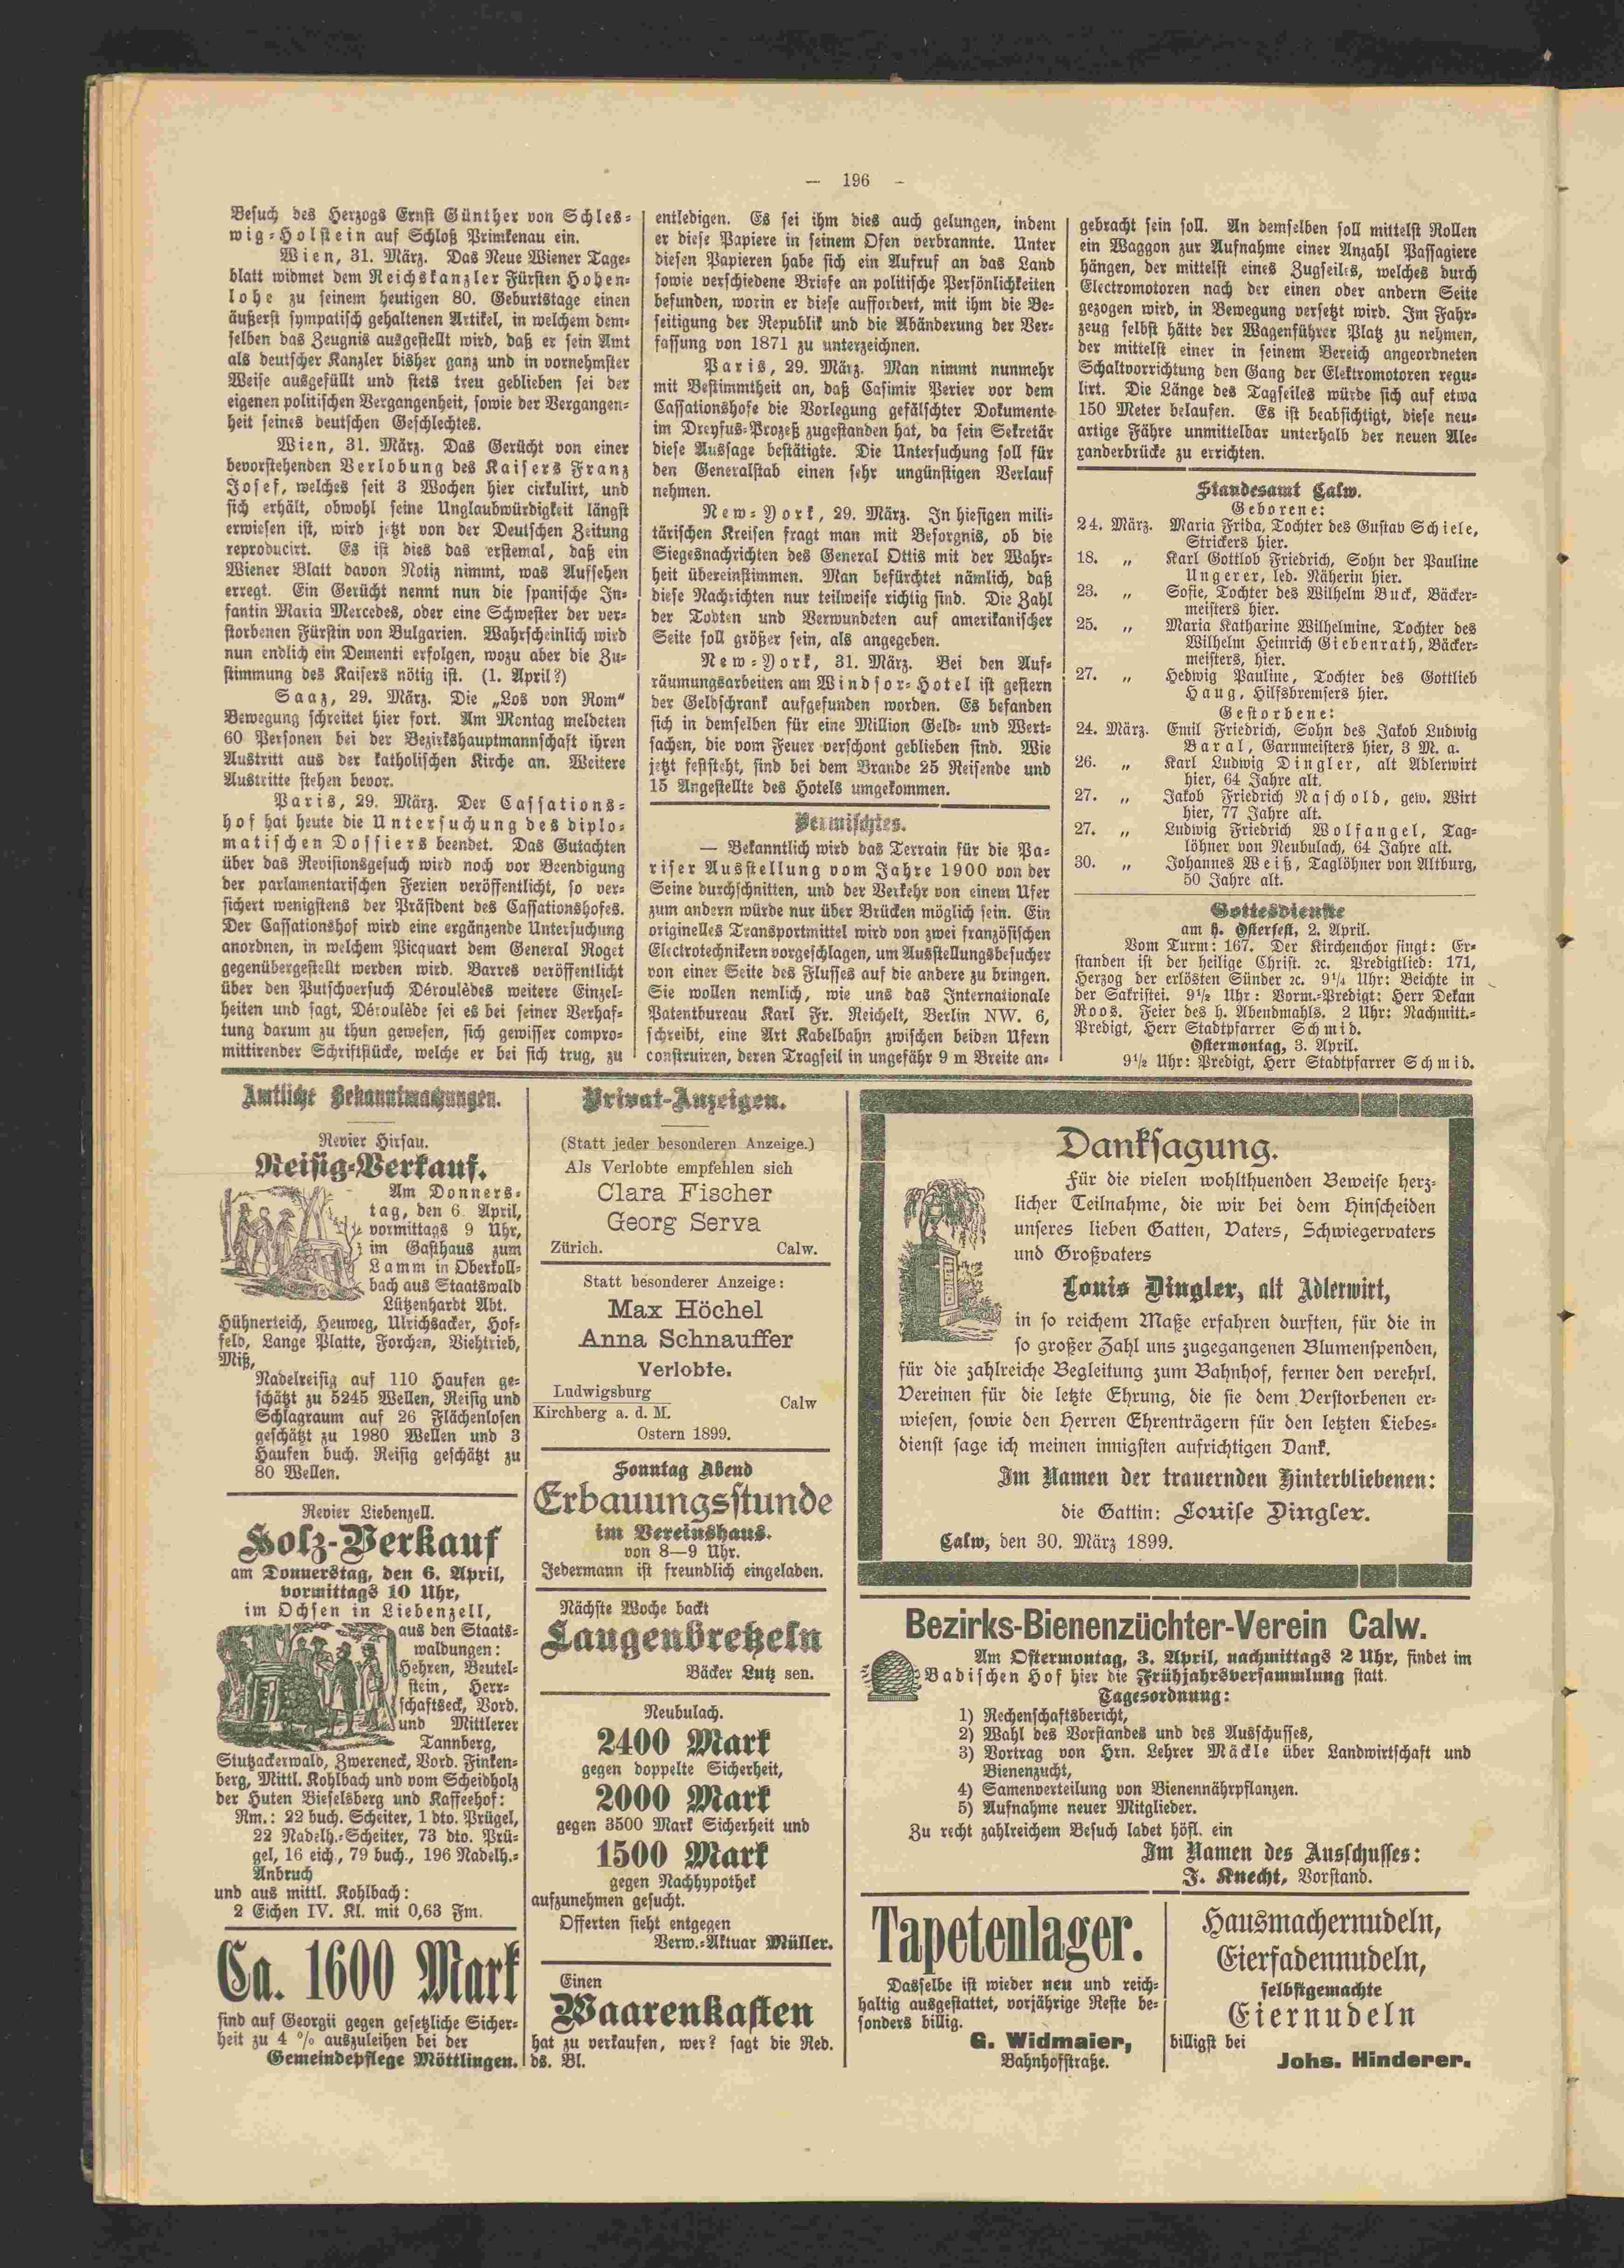 — 196 —
Besuch des Herzogs Ernst Günther von Schles-
wig-Holstein auf Schloß Primkenau ein.
Wien, 31. März. Das Neue Wiener Tage-
blatt widmet dem Reichskanzler Fürsten Hohen-
lohe zu seinem heutigen 80. Geburtstage einen
äußerst sympatisch gehaltenen Artikel, in welchem dem-
selben das Zeugnis ausgestellt wird, daß er sein Amt
als deutscher Kanzler bisher ganz und in vornehmster
Weise ausgefüllt und stets treu geblieben sei der
eigenen politischen Vergangenheit, sowie der Vergangen-
heit seines deutschen Geschlechtes.
Wien, 31. März. Das Gerücht von einer
bevorstehenden Verlobung des Kaisers Franz
Josef, welches seit 3 Wochen hier cirkulirt, und
sich erhält, obwohl seine Unglaubwürdigkeit längst
erwiesen ist, wird jetzt von der Deutschen Zeitung
reproducirt. Es ist dies das erstemal, daß ein
Wiener Blatt davon Notiz nimmt, was Aufsehen
erregt. Ein Gerücht nennt nun die spanische In-
fantin Maria Mercedes, oder eine Schwester der ver-
storbenen Fürstin von Bulgarien. Wahrscheinlich wird
nun endlich ein Dementi erfolgen, wozu aber die Zu-
stimmung des Kaisers nötig ist. (1. April?)
Saaz, 29. März. Die „Los von Rom“
Bewegung schreitet hier fort. Am Montag meldeten
60 Personen bei der Bezirkshauptmannschaft ihren
Austritt aus der katholischen Kirche an. Weitere
Austritte stehen bevor.
Paris, 29. März. Der Cassations-
hof hat heute die Untersuchung des diplo-
matischen Dossiers beendet. Das Gutachten
über das Revisionsgesuch wird noch vor Beendigung
der parlamentarischen Ferien veröffentlicht, so ver-
sichert wenigstens der Präsident des Cassationshofes.
Der Cassationshof wird eine ergänzende Untersuchung
anordnen, in welchem Picquart dem General Roget
gegenübergestellt werden wird. Barres veröffentlicht
über den Putschversuch Déroulèdes weitere Einzel-
heiten und sagt, Déroulède sei es bei seiner Verhaf-
tung darum zu thun gewesen, sich gewisser compro-
mittirender Schriftstücke, welche er bei sich trug, zu
entledigen. Es sei ihm dies auch gelungen, indem
er diese Papiere in seinem Ofen verbrannte. Unter
diesen Papieren habe sich ein Aufruf an das Land
sowie verschiedene Briefe an politische Persönlichkeiten
befunden, worin er diese auffordert, mit ihm die Be-
seitigung der Republik und die Abänderung der Ver-
fassung von 1871 zu unterzeichnen.
Paris, 29. März. Man nimmt nunmehr
mit Bestimmtheit an, daß Casimir Perier vor dem
Cassationshofe die Vorlegung gefälschter Dokumente
im Dreyfus-Prozeß zugestanden hat, da sein Sekretär
diese Aussage bestätigte. Die Untersuchung soll für
den Generalstab einen sehr ungünstigen Verlauf
nehmen.
New-York, 29. März. In hiesigen mili-
tärischen Kreisen fragt man mit Besorgnis, ob die
Siegesnachrichten des General Ottis mit der Wahr-
heit übereinstimmen. Man befürchtet nämlich, daß
diese Nachrichten nur teilweise richtig sind. Die Zahl
der Todten und Verwundeten auf amerikanischer
Seite soll größer sein, als angegeben.
New-York, 31. März. Bei den Auf-
räumungsarbeiten am Windsor-Hotel ist gestern
der Geldschrank aufgefunden worden. Es befanden
sich in demselben für eine Million Geld- und Wert-
sachen, die vom Feuer verschont geblieben sind. Wie
jetzt feststeht, sind bei dem Brande 25 Reisende und
15 Angestellte des Hotels umgekommen.
Vermischtes.
— Bekanntlich wird das Terrain für die Pa-
riser Ausstellung vom Jahre 1900 von der
Seine durchschnitten, und der Verkehr von einem Ufer
zum andern würde nur über Brücken möglich sein. Ein
originelles Transportmittel wird von zwei französischen
Electrotechnikern vorgeschlagen, um Ausstellungsbesucher
von einer Seite des Flusses auf die andere zu bringen.
Sie wollen nemlich, wie uns das Internationale
Patentbureau Karl Fr. Reichelt, Berlin NW. 6,
schreibt, eine Art Kabelbahn zwischen beiden Ufern
construiren, deren Tragseil in ungefähr 9 m Breite an-
gebracht sein soll. An demselben soll mittelst Rollen
ein Waggon zur Aufnahme einer Anzahl Passagiere
hängen, der mittelst eines Zugseiles, welches durch
Electromotoren nach der einen oder andern Seite
gezogen wird, in Bewegung versetzt wird. Im Fahr-
zeug selbst hätte der Wagenführer Platz zu nehmen,
der mittelst einer in seinem Bereich angeordneten
Schaltvorrichtung den Gang der Elektromotoren regu-
lirt. Die Länge des Tagseiles würde sich auf etwa
150 Meter belaufen. Es ist beabsichtigt, diese neu-
artige Fähre unmittelbar unterhalb der neuen Ale-
xanderbrücke zu errichten.
Standesamt Calw.
Geborene:
24. März. Maria Frida, Tochter des Gustav Schiele,
Strickers hier.
18. „ Karl Gottlob Friedrich, Sohn der Pauline
Ungerer, led. Näherin hier.
23. „ Sofie, Tochter des Wilhelm Buck, Bäcker-
meisters hier.
25. „ Maria Katharine Wilhelmine, Tochter des
Wilhelm Heinrich Giebenrath, Bäcker-
meisters, hier.
27. „ Hedwig Pauline, Tochter des Gottlieb
Haug, Hilfsbremsers hier.
Gestorbene:
24. März. Emil Friedrich, Sohn des Jakob Ludwig
Baral, Garnmeisters hier, 3 M. a.
26. „ Karl Ludwig Dingler, alt Adlerwirt
hier, 64 Jahre alt.
27. „ Jakob Friedrich Naschold, gew. Wirt
hier, 77 Jahre alt.
27. „ Ludwig Friedrich Wolfangel, Tag-
löhner von Neubulach, 64 Jahre alt.
30. „ Johannes Weiß, Taglöhner von Altburg,
50 Jahre alt.
Gottesdienste
am h. Osterfest, 2. April.
Vom Turm: 167. Der Kirchenchor singt: Er-
standen ist der heilige Christ. ꝛc. Predigtlied: 171,
Herzog der erlösten Sünder ꝛc. 9¼ Uhr: Beichte in
der Sakristei. 9½ Uhr: Vorm.-Predigt: Herr Dekan
Roos. Feier des h. Abendmahls. 2 Uhr: Nachmitt.-
Predigt, Herr Stadtpfarrer Schmid.
Ostermontag, 3. April.
9½ Uhr: Predigt, Herr Stadtpfarrer Schmid.
Amtliche Bekanntmachungen.
Revier Hirsau.
Reisig-Verkauf.
Am Donners-
tag, den 6. April,
vormittags 9 Uhr,
im Gasthaus zum
Lamm in Oberkoll-
bach aus Staatswald
Lützenhardt Abt.
Hühnerteich, Heuweg, Ulrichsacker, Hof-
feld, Lange Platte, Forchen, Viehtrieb,
Miß,
Nadelreisig auf 110 Haufen ge-
schätzt zu 5245 Wellen, Reisig und
Schlagraum auf 26 Flächenlosen
geschätzt zu 1980 Wellen und 3
Haufen buch. Reisig geschätzt zu
80 Wellen.
Revier Liebenzell.
Holz-Verkauf
am Donnerstag, den 6. April,
vormittags 10 Uhr,
im Ochsen in Liebenzell,
aus den Staats-
waldungen:
Hehren, Beutel-
stein, Herr-
schaftseck, Vord.
und Mittlerer
Tannberg,
Stutzackerwald, Zwereneck, Vord. Finken-
berg, Mittl. Kohlbach und vom Scheidholz
der Huten Bieselsberg und Kaffeehof:
Rm.: 22 buch. Scheiter, 1 dto. Prügel,
22 Nadelh.-Scheiter, 73 dto. Prü-
gel, 16 eich., 79 buch., 196 Nadelh.-
Anbruch
und aus mittl. Kohlbach:
2 Eichen IV. Kl. mit 0,63 Fm.
Ca. 1600 Mark
sind auf Georgii gegen gesetzliche Sicher-
heit zu 4 % auszuleihen bei der
Gemeindepflege Möttlingen.
Privat-Anzeigen.
(Statt jeder besonderen Anzeige.)
Als Verlobte empfehlen sich
Clara Fischer
Georg Serva
Zürich. Calw.
Statt besonderer Anzeige:
Max Höchel
Anna Schnauffer
Verlobte.
Ludwigsburg
Kirchberg a. d. M. Calw
Ostern 1899.
Sonntag Abend
Erbauungsstunde
im Vereinshaus.
von 8—9 Uhr.
Jedermann ist freundlich eingeladen.
Nächste Woche backt
Laugenbretzeln
Bäcker Lutz sen.
Neubulach.
2400 Mark
gegen doppelte Sicherheit,
2000 Mark
gegen 3500 Mark Sicherheit und
1500 Mark
gegen Nachhypothek
aufzunehmen gesucht.
Offerten sieht entgegen
Verw.-Aktuar Müller.
Einen
Waarenkasten
hat zu verkaufen, wer? sagt die Red.
ds. Bl.
Danksagung.
Für die vielen wohlthuenden Beweise herz-
licher Teilnahme, die wir bei dem Hinscheiden
unseres lieben Gatten, Vaters, Schwiegervaters
und Großvaters
Louis Dingler, alt Adlerwirt,
in so reichem Maße erfahren durften, für die in
so großer Zahl uns zugegangenen Blumenspenden,
für die zahlreiche Begleitung zum Bahnhof, ferner den verehrl.
Vereinen für die letzte Ehrung, die sie dem Verstorbenen er-
wiesen, sowie den Herren Ehrenträgern für den letzten Liebes-
dienst sage ich meinen innigsten aufrichtigen Dank.
Im Namen der trauernden Hinterbliebenen:
die Gattin: Louise Dingler.
Calw, den 30. März 1899.
Bezirks-Bienenzüchter-Verein Calw.
Am Ostermontag, 3. April, nachmittags 2 Uhr, findet im
Badischen Hof hier die Frühjahrsversammlung statt.
Tagesordnung:
1) Rechenschaftsbericht,
2) Wahl des Vorstandes und des Ausschusses,
3) Vortrag von Hrn. Lehrer Mäckle über Landwirtschaft und
Bienenzucht,
4) Samenverteilung von Bienennährpflanzen.
5) Aufnahme neuer Mitglieder.
Zu recht zahlreichem Besuch ladet höfl. ein
Im Namen des Ausschusses:
J. Knecht, Vorstand.
Tapetenlager.
Dasselbe ist wieder neu und reich-
haltig ausgestattet, vorjährige Reste be-
sonders billig.
G. Widmaier,
Bahnhofstraße.
Hausmachernudeln,
Eierfadennudeln,
selbstgemachte
Eiernudeln
billigst bei
Johs. Hinderer.